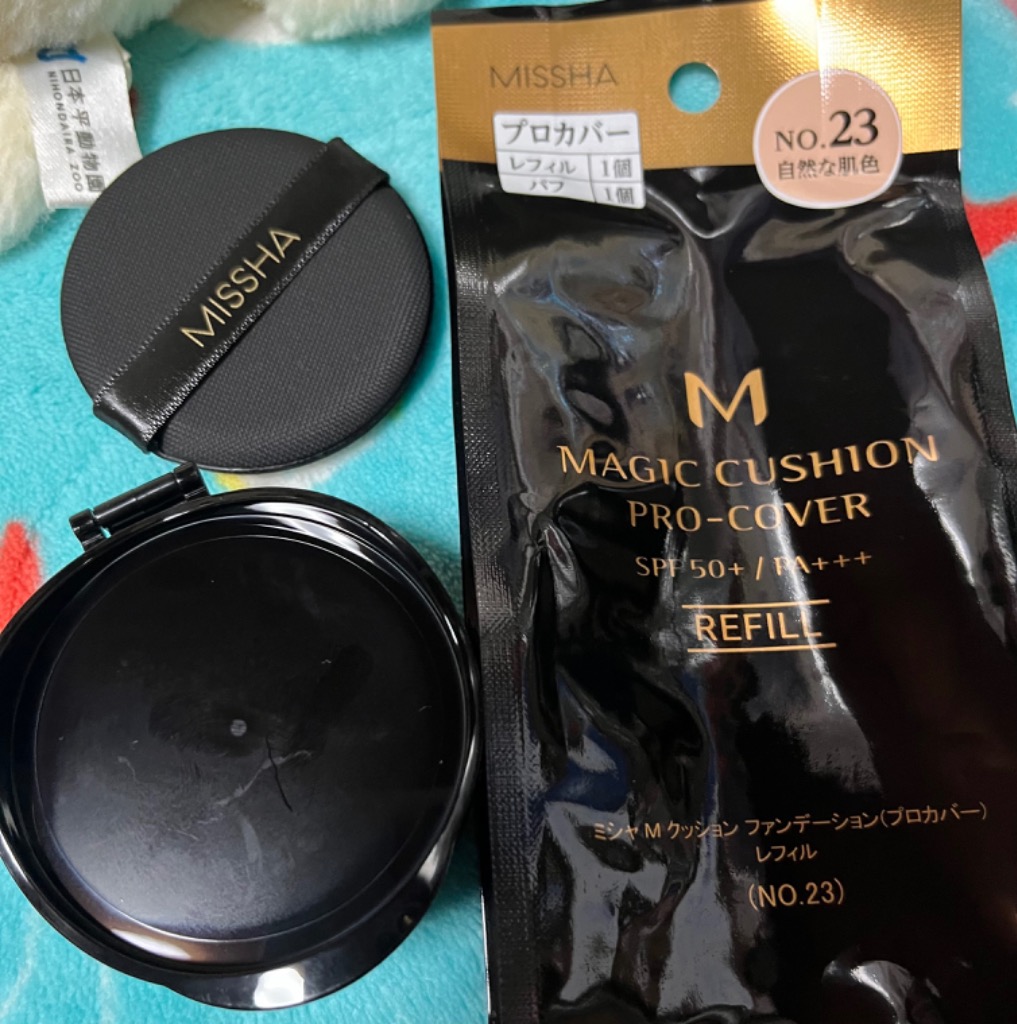 日本平動物園
NIHONDAIRA ZOO
MISSHA
MISSHA
プロカバー
レフィル 1個
パフ 1個
NO.23
自然な肌色
M
MAGIC CUSHION
PRO-COVER
SPF 50+ / PA+++
REFILL
ミシャ M クッション ファンデーション(プロカバー)
レフィル
(NO.23)